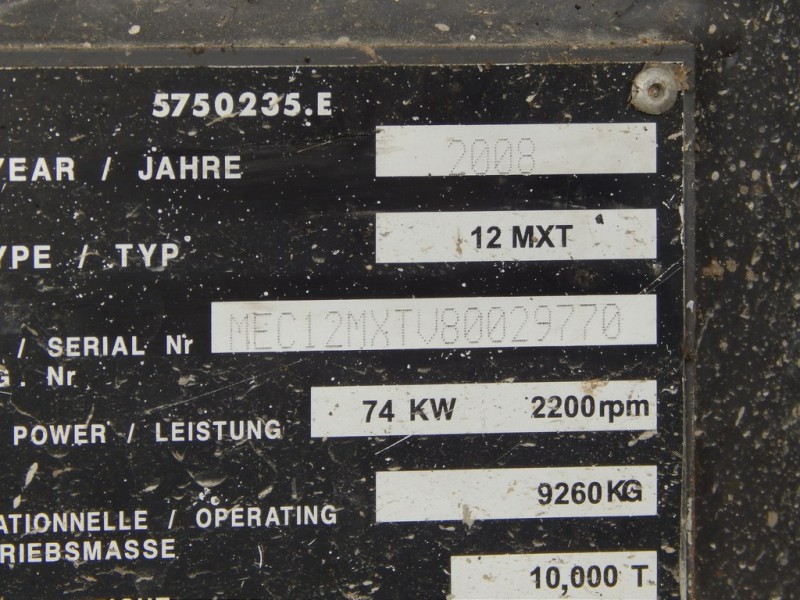 5750235.E
YEAR / JAHRE 2008
YPE / TYP 12 MXT
/ SERIAL Nr MEC12MXTV80029770
G. Nr
POWER / LEISTUNG 74 KW 2200rpm
9260KG
ATIONNELLE / OPERATING
RIEBSMASSE
10,000 T